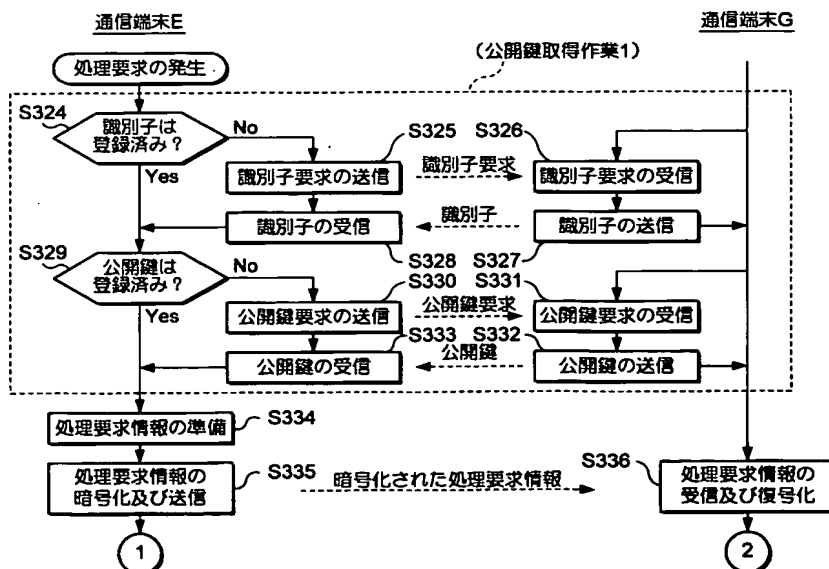 通信端末E
通信端末G
(公開鍵取得作業1)
処理要求の発生
S324
識別子は
登録済み?
No
Yes
S325
S326
識別子要求の送信
識別子要求
識別子要求の受信
識別子の受信
識別子
識別子の送信
S328
S327
S329
公開鍵は
登録済み?
No
Yes
S330
S331
公開鍵要求の送信
公開鍵要求
公開鍵要求の受信
S333
S332
公開鍵の受信
公開鍵
公開鍵の送信
処理要求情報の準備
S334
処理要求情報の
暗号化及び送信
S335
暗号化された処理要求情報
S336
処理要求情報の
受信及び復号化
1
2